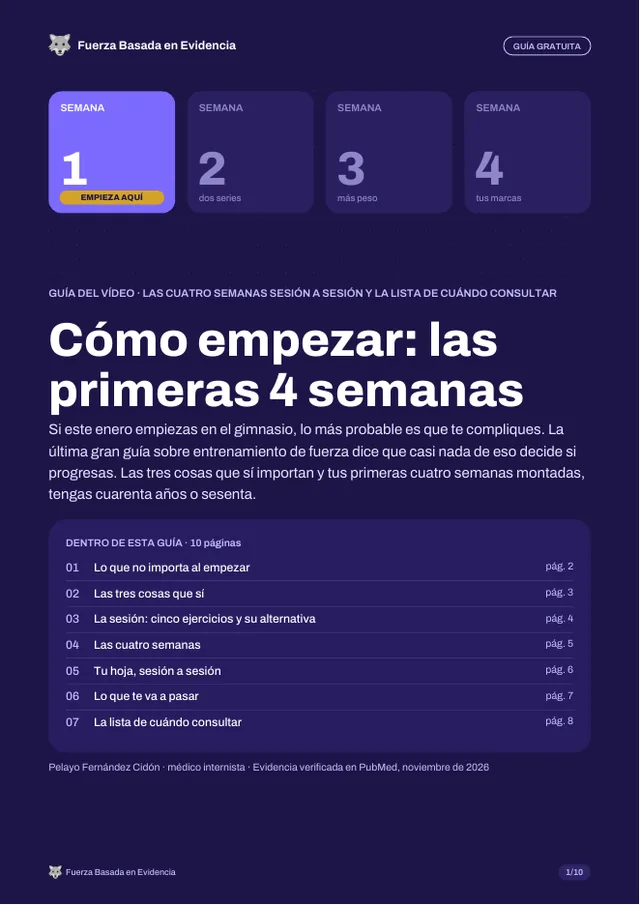 Fuerza Basada en Evidencia
GUÍA GRATUITA
SEMANA
1
EMPIEZA AQUÍ
SEMANA
2
dos series
SEMANA
3
más peso
SEMANA
4
tus marcas
GUÍA DEL VÍDEO · LAS CUATRO SEMANAS SESIÓN A SESIÓN Y LA LISTA DE CUÁNDO CONSULTAR
Cómo empezar: las
primeras 4 semanas
Si este enero empiezas en el gimnasio, lo más probable es que te compliques. La
última gran guía sobre entrenamiento de fuerza dice que casi nada de eso decide si
progresas. Las tres cosas que sí importan y tus primeras cuatro semanas montadas,
tengas cuarenta años o sesenta.
DENTRO DE ESTA GUÍA · 10 páginas
01 Lo que no importa al empezar pág. 2
02 Las tres cosas que sí pág. 3
03 La sesión: cinco ejercicios y su alternativa pág. 4
04 Las cuatro semanas pág. 5
05 Tu hoja, sesión a sesión pág. 6
06 Lo que te va a pasar pág. 7
07 La lista de cuándo consultar pág. 8
Pelayo Fernández Cidón · médico internista · Evidencia verificada en PubMed, noviembre de 2026
Fuerza Basada en Evidencia
1/10